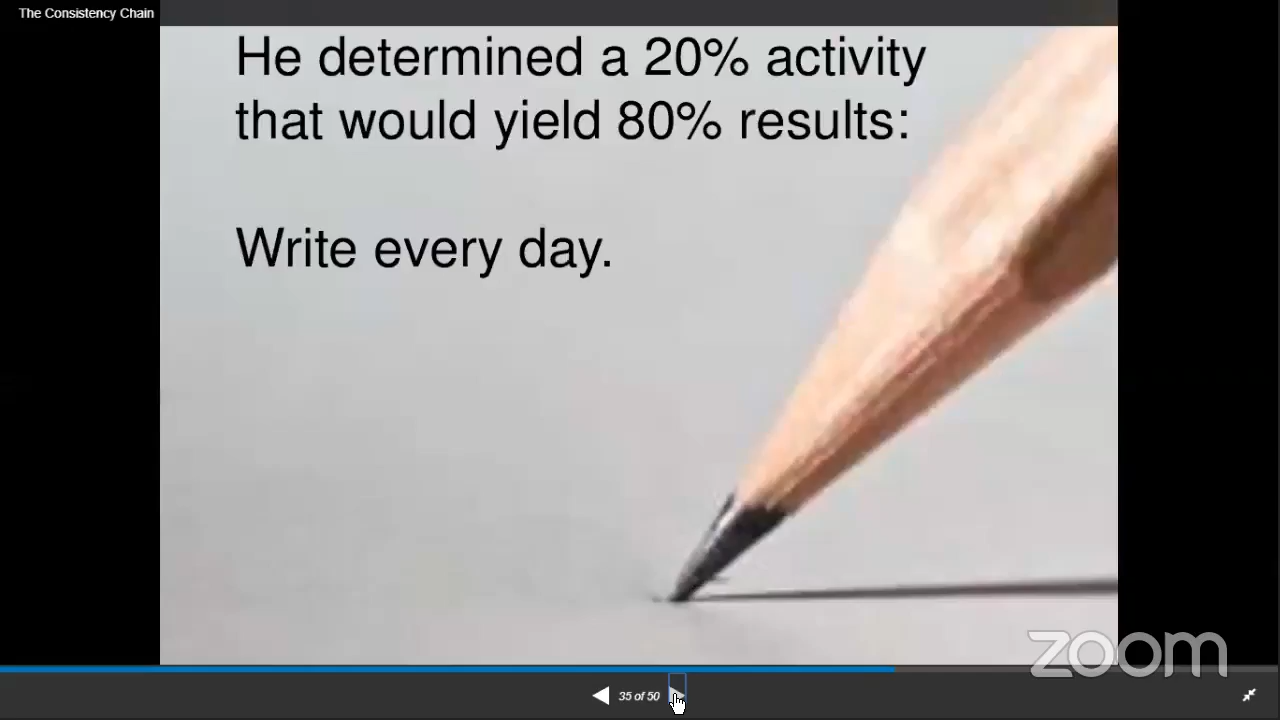 The Consistency Chain
He determined a 20% activity
that would yield 80% results:
Write every day.
zoom
35 of 50